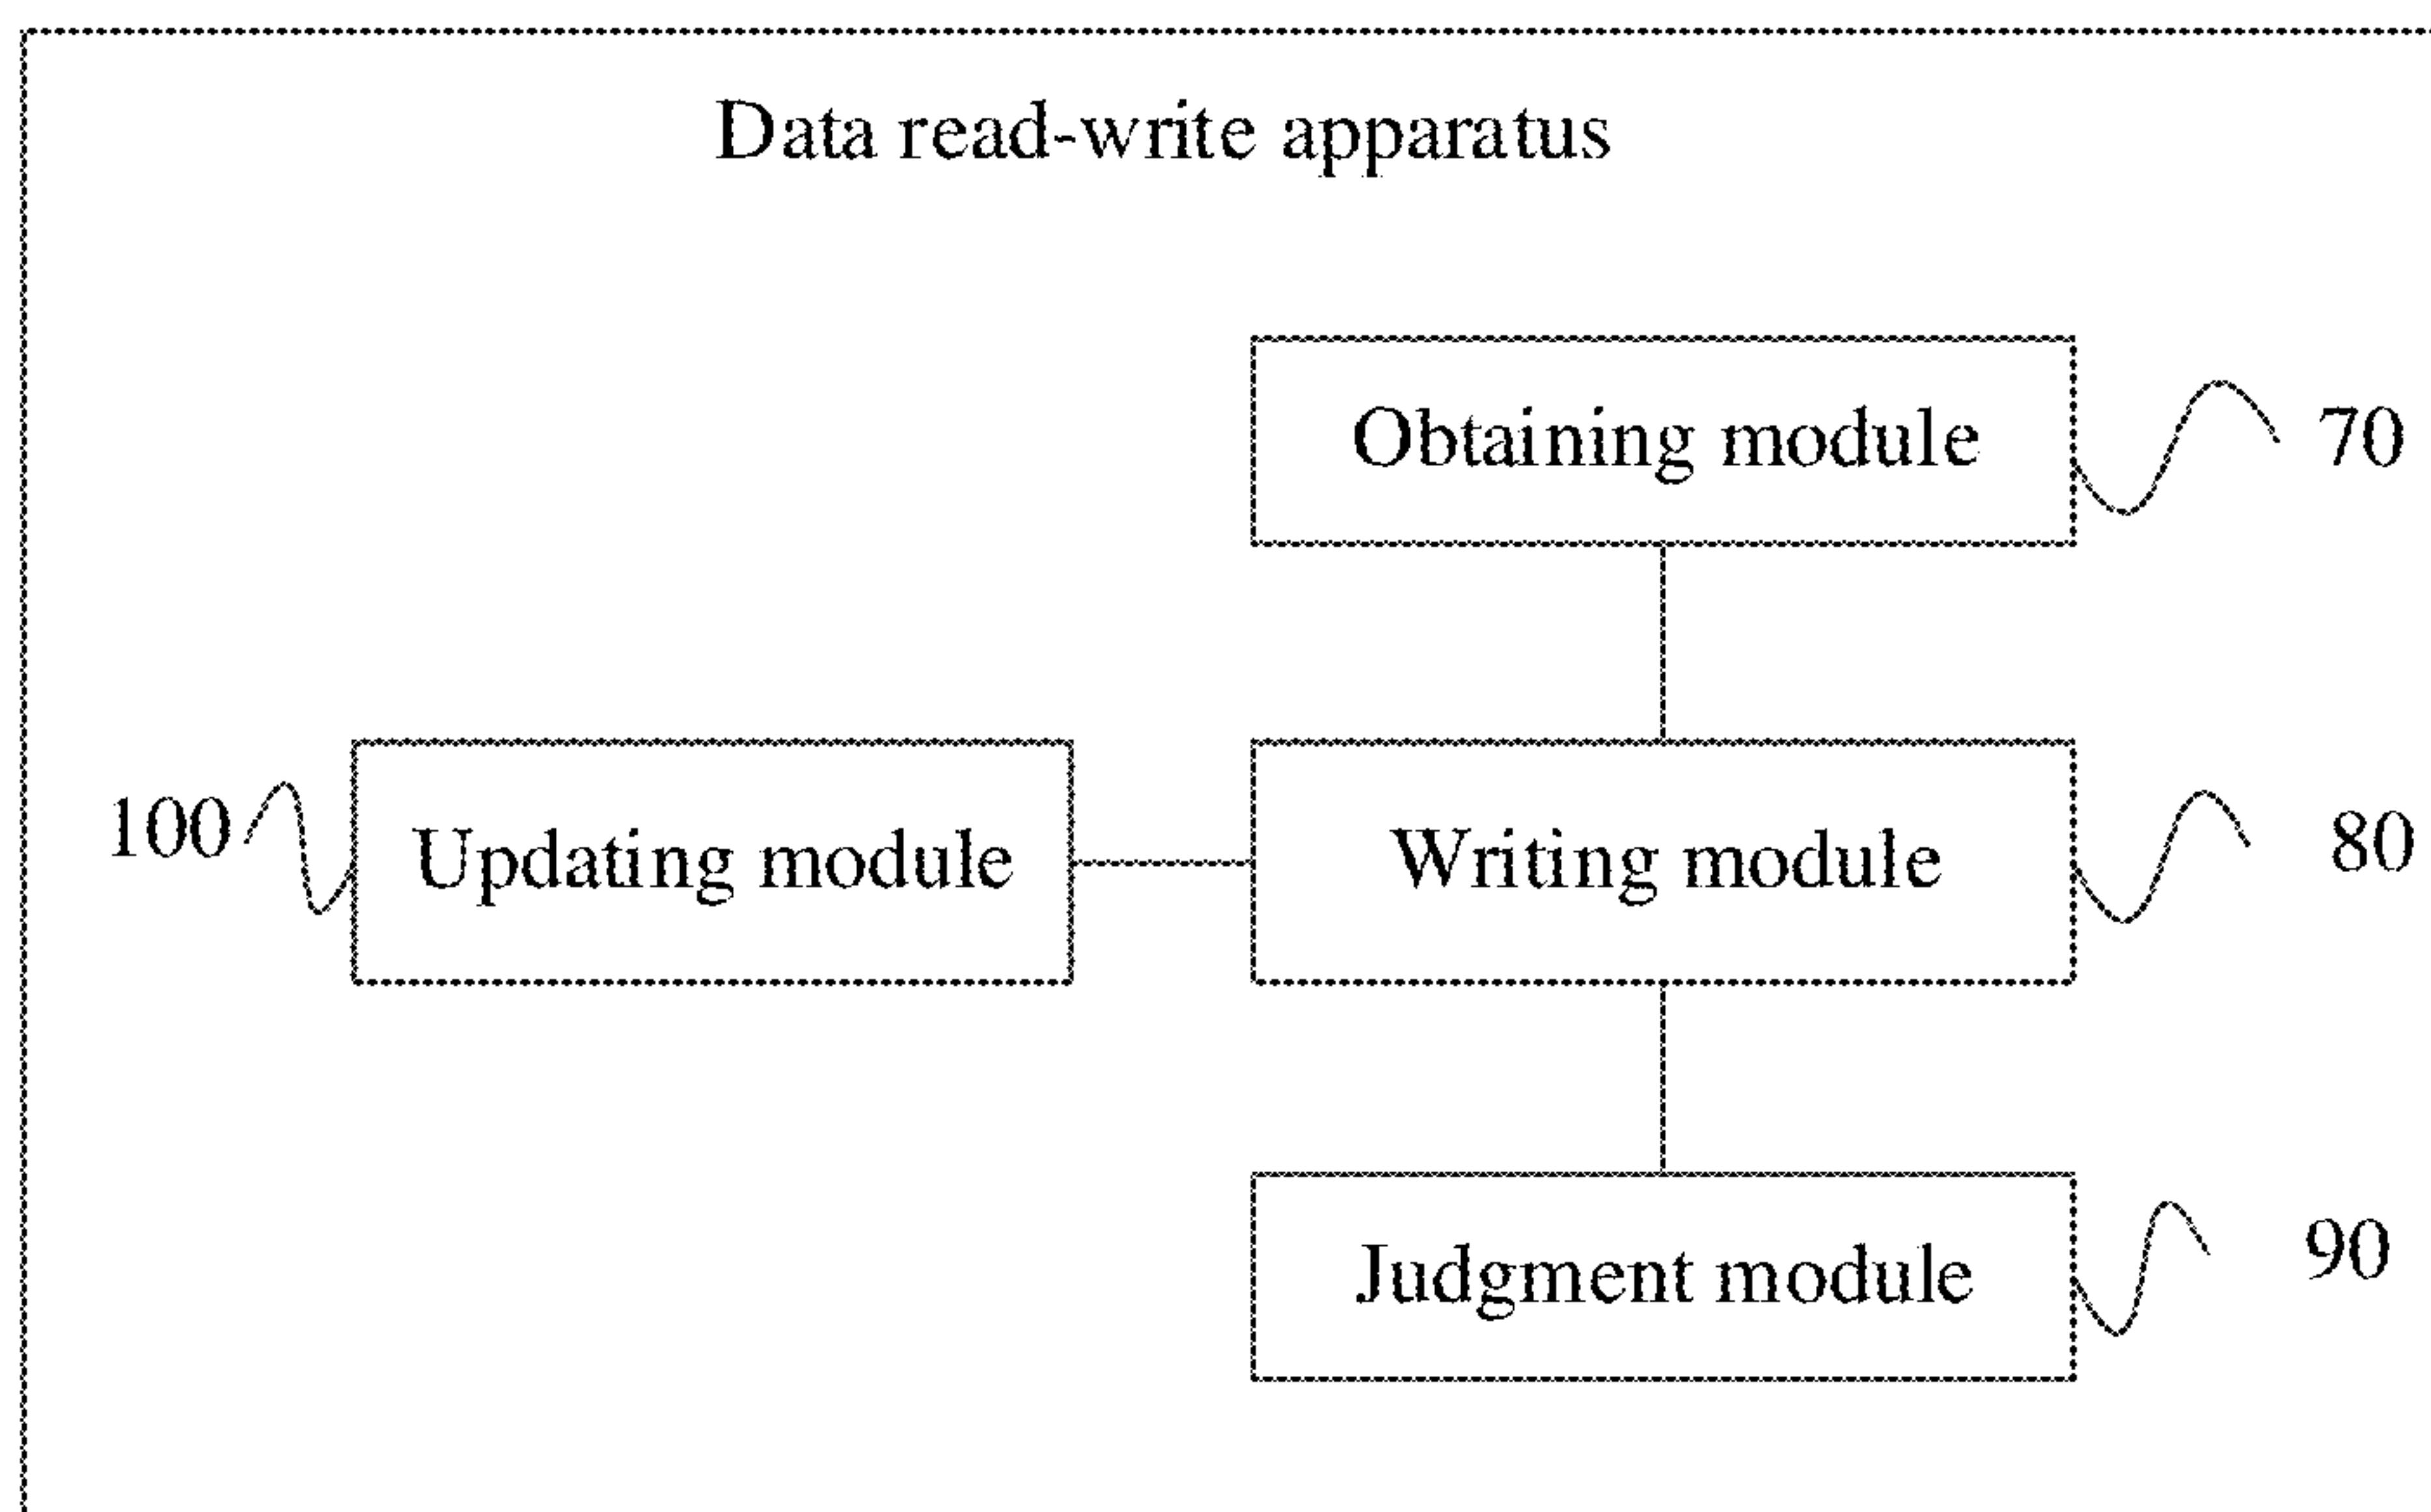 Data read-write apparatus
Obtaining module 70
100 Updating module Writing module 80
Judgment module 90